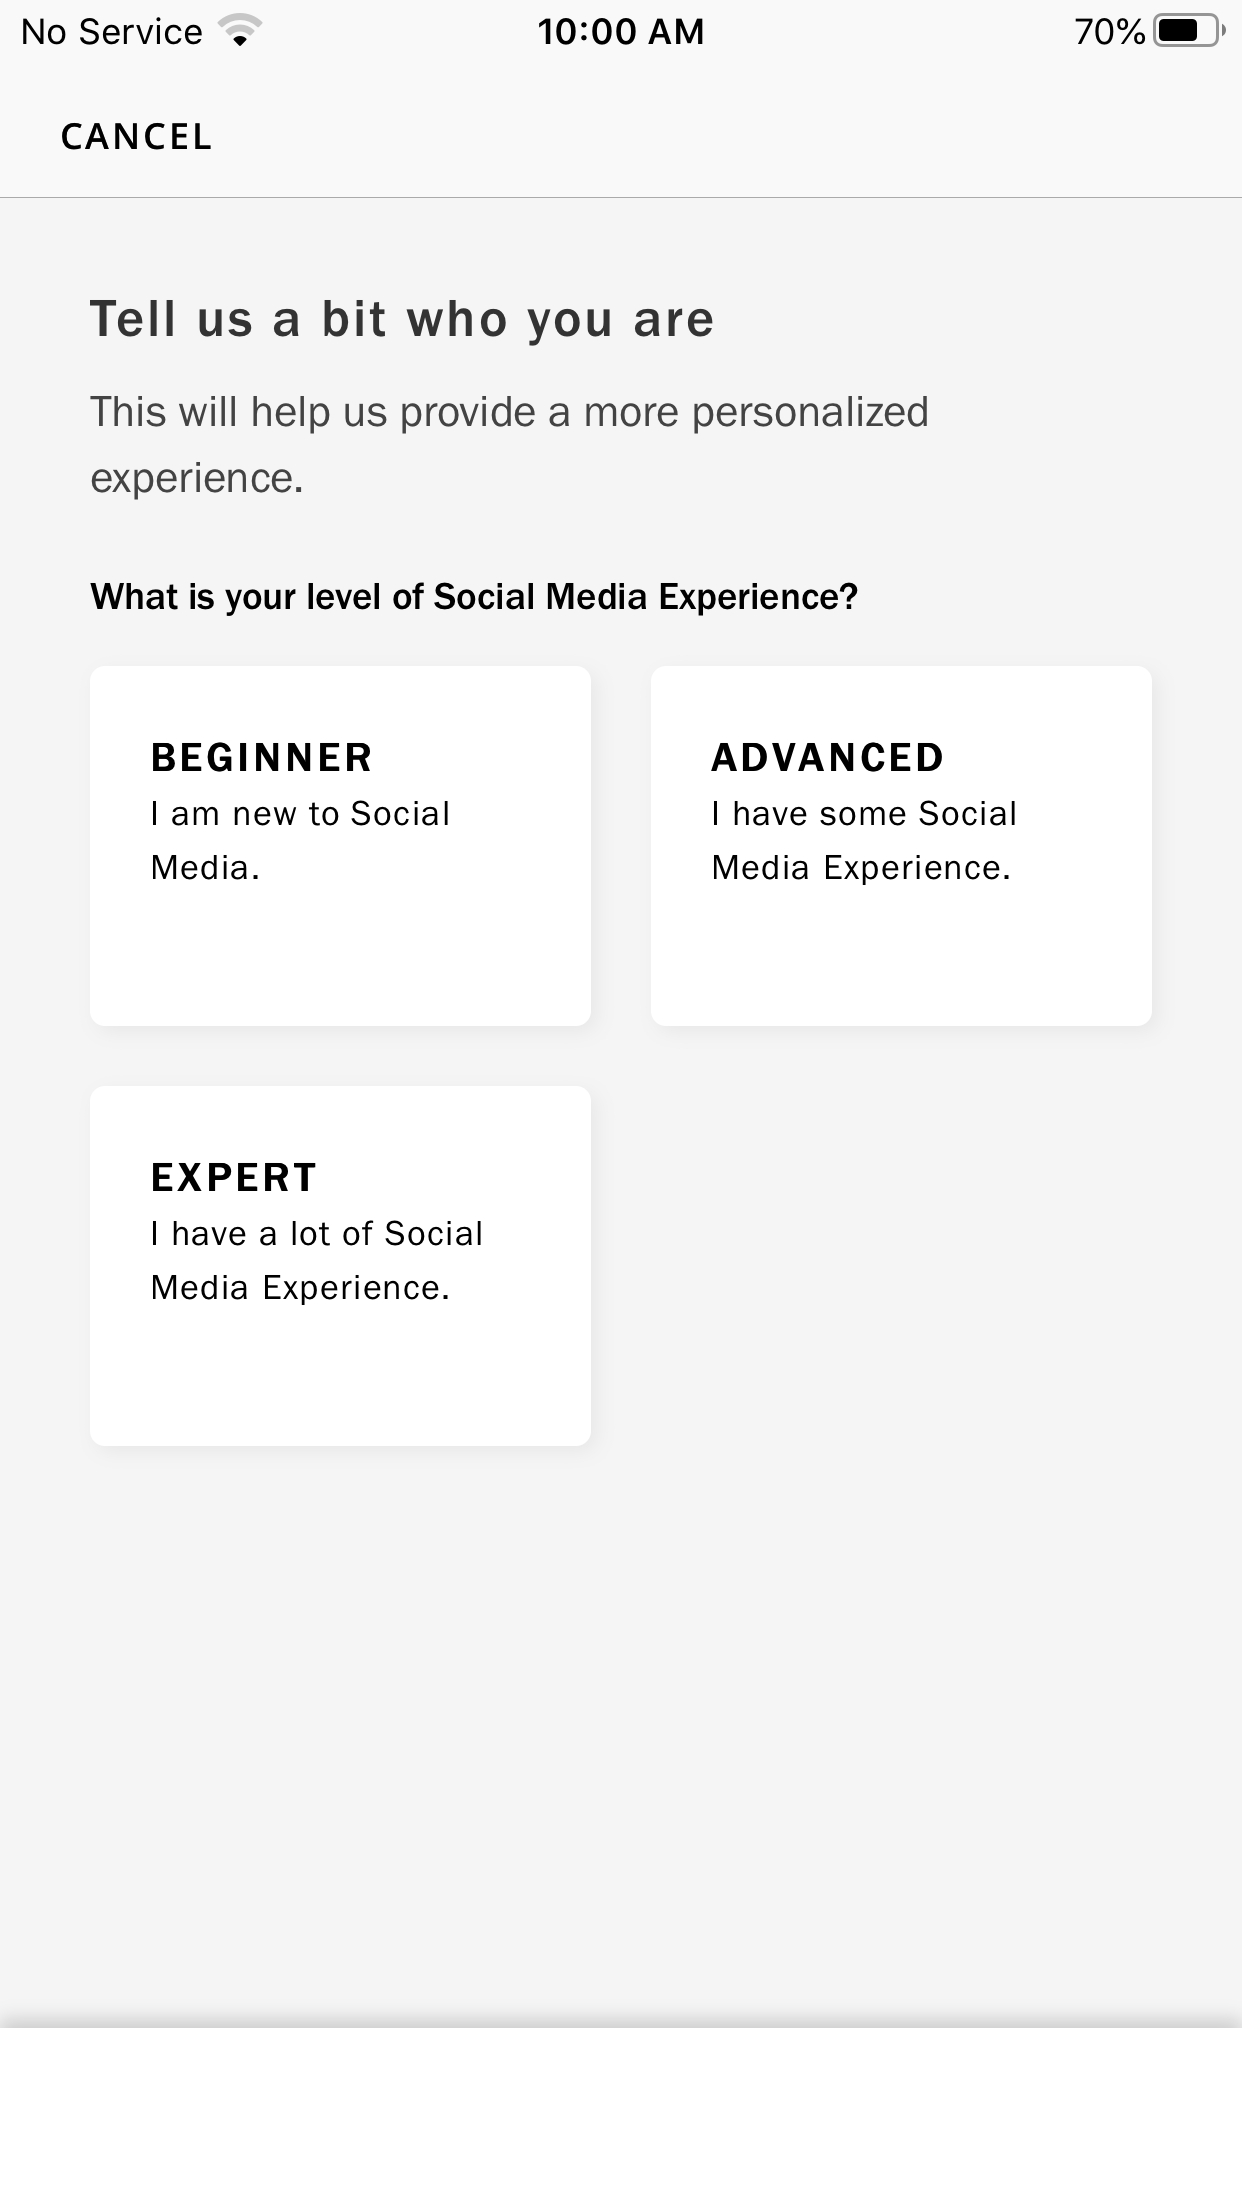 No Service 10:00 AM 70%
CANCEL
Tell us a bit who you are
This will help us provide a more personalized
experience.
What is your level of Social Media Experience?
BEGINNER
I am new to Social
Media.
ADVANCED
I have some Social
Media Experience.
EXPERT
I have a lot of Social
Media Experience.